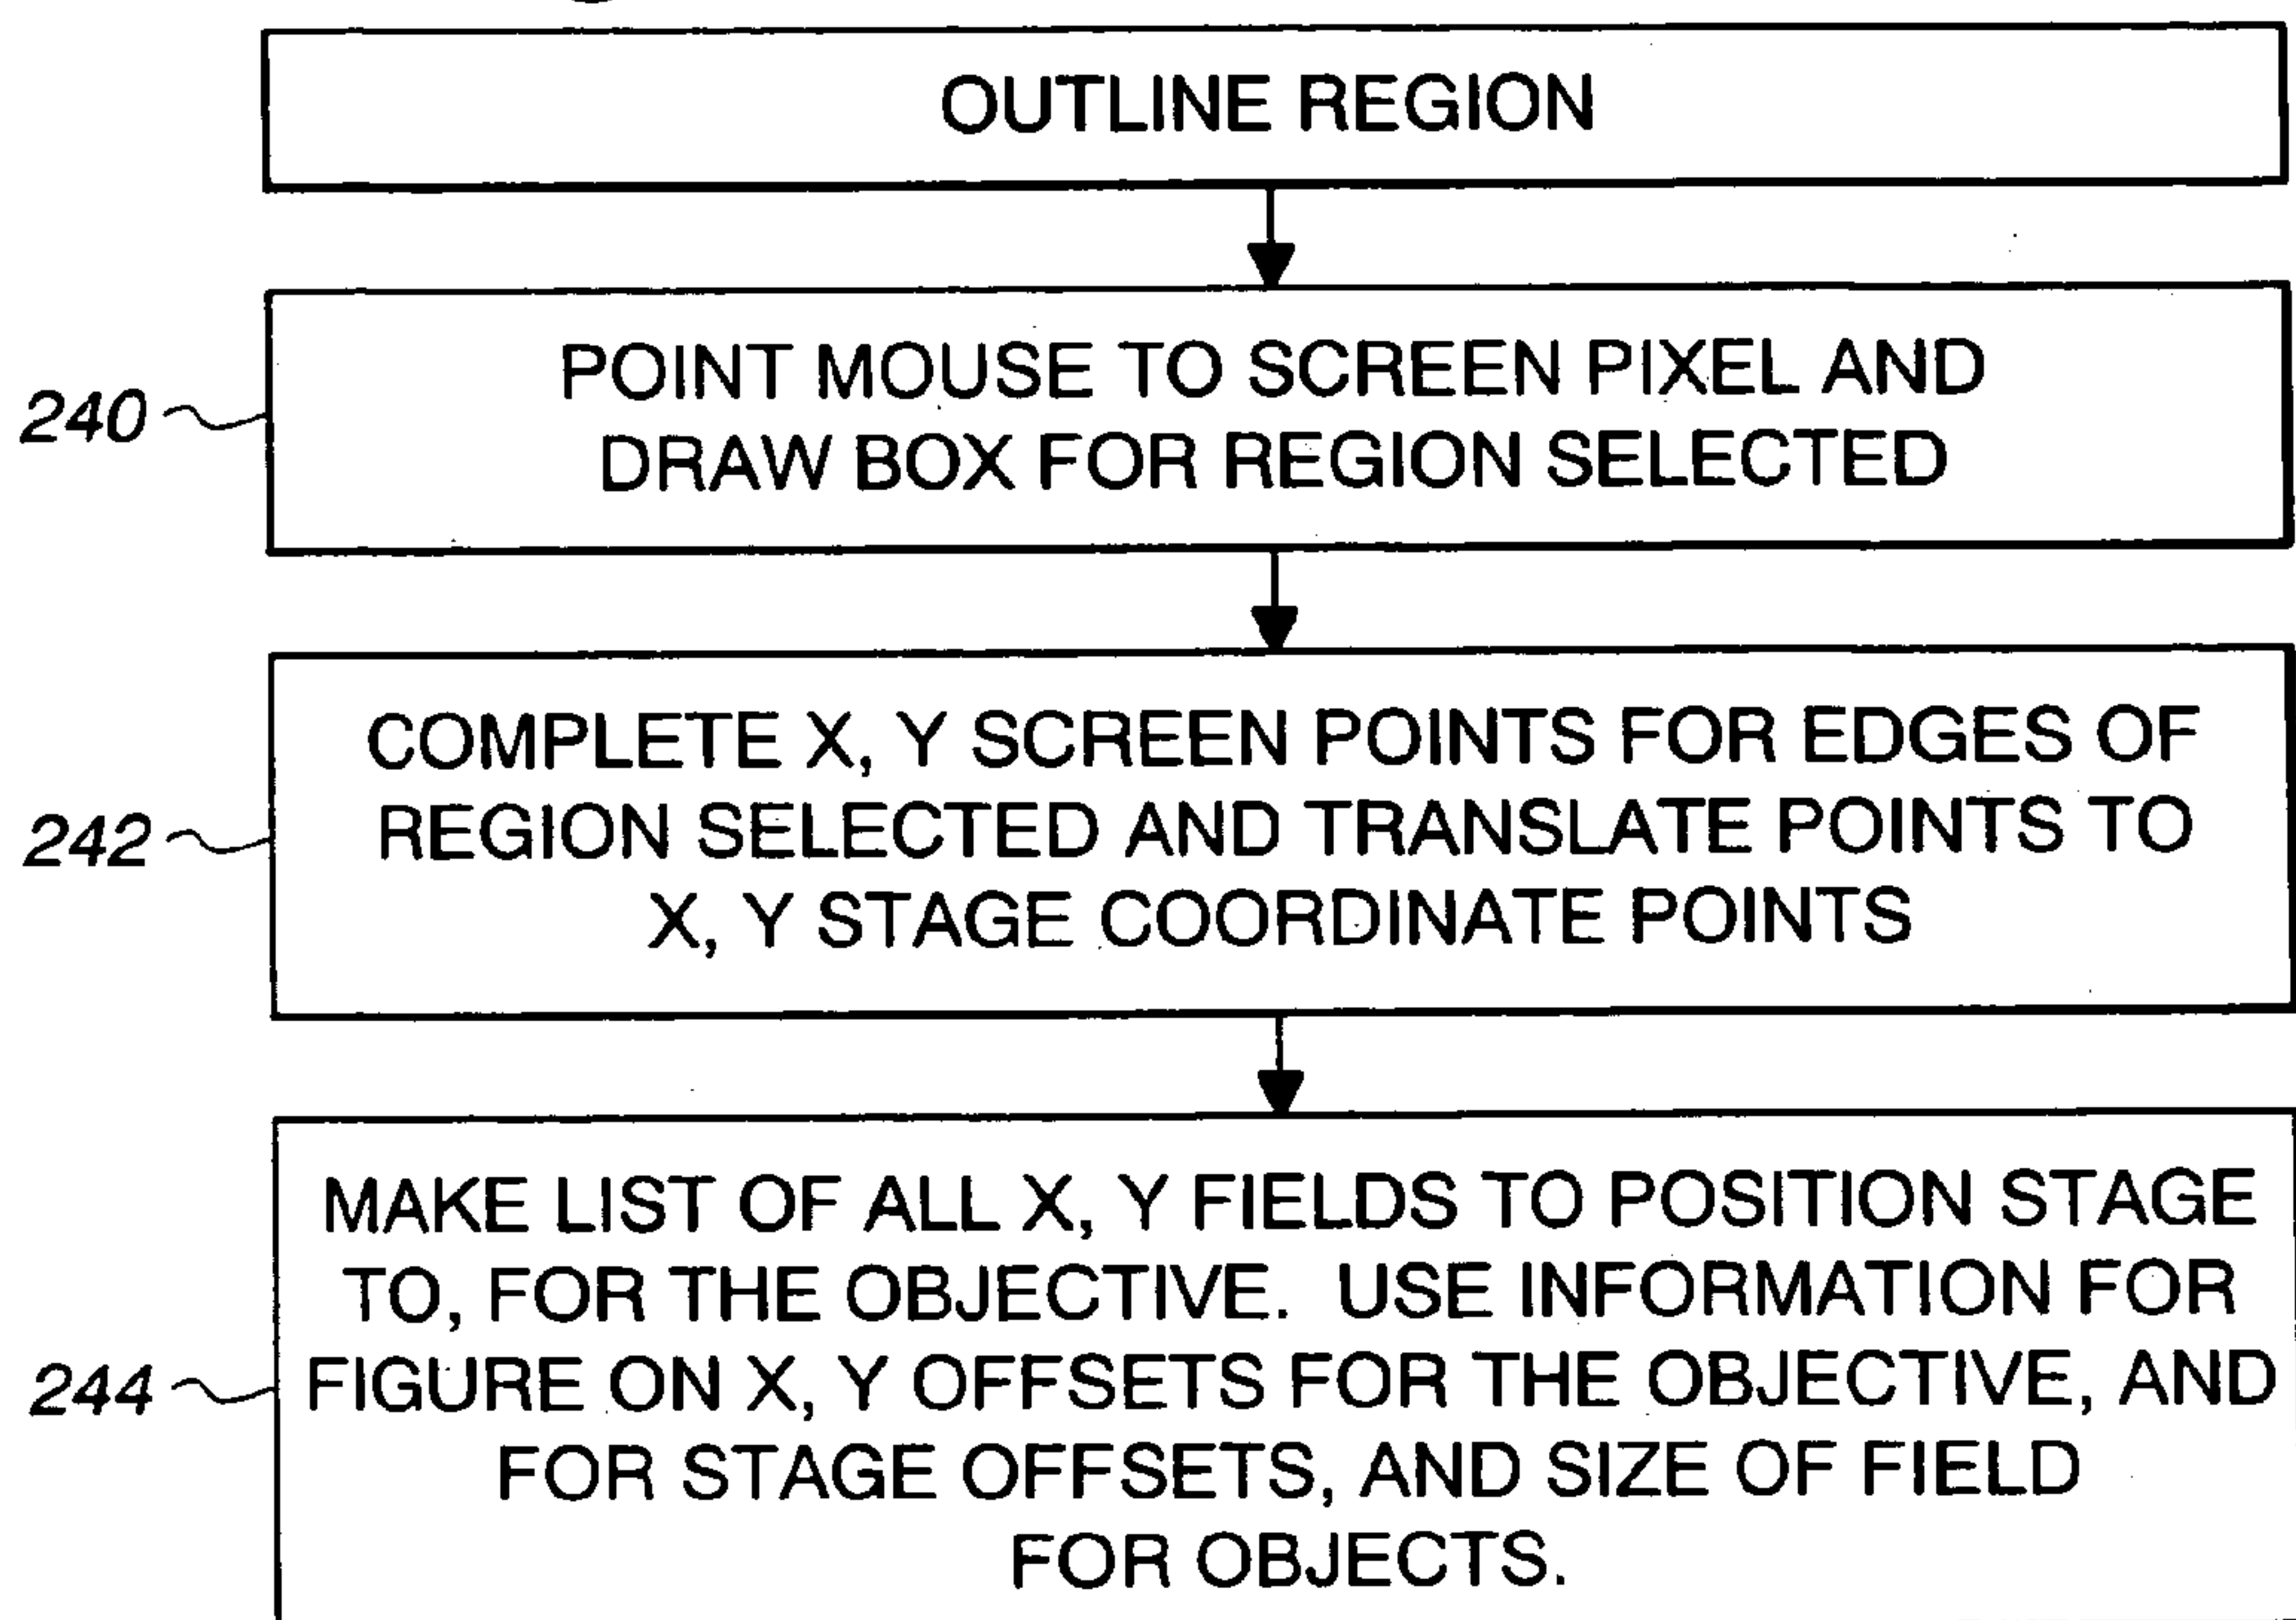 OUTLINE REGION
240
POINT MOUSE TO SCREEN PIXEL AND
DRAW BOX FOR REGION SELECTED
242
COMPLETE X, Y SCREEN POINTS FOR EDGES OF
REGION SELECTED AND TRANSLATE POINTS TO
X, Y STAGE COORDINATE POINTS
244
MAKE LIST OF ALL X, Y FIELDS TO POSITION STAGE
TO, FOR THE OBJECTIVE. USE INFORMATION FOR
FIGURE ON X, Y OFFSETS FOR THE OBJECTIVE, AND
FOR STAGE OFFSETS, AND SIZE OF FIELD
FOR OBJECTS.